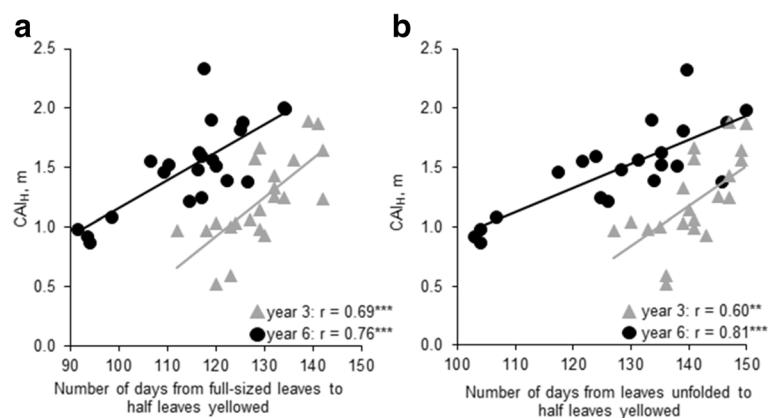 a
2.5
2.0
1.5
1.0
0.5
0.0
CAIH, m
90 100 110 120 130 140 150
Number of days from full-sized leaves to
half leaves yellowed
year 3: r = 0.69***
year 6: r = 0.76***
b
2.5
2.0
1.5
1.0
0.5
0.0
CAIH, m
100 110 120 130 140 150
Number of days from leaves unfolded to
half leaves yellowed
year 3: r = 0.60**
year 6: r = 0.81***